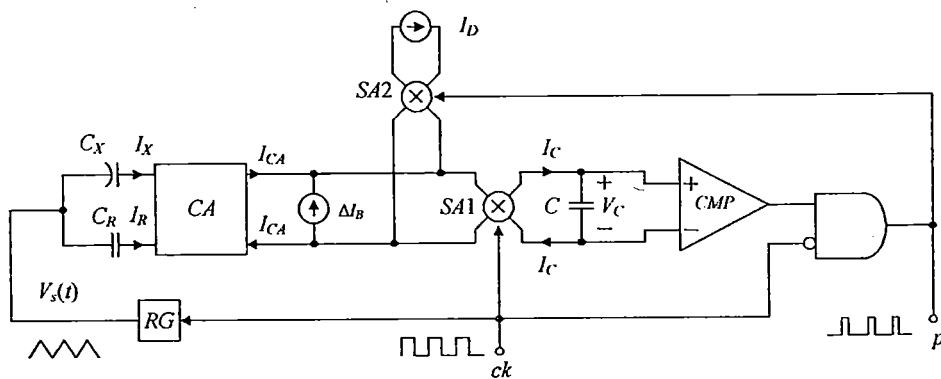 I_D
SA2
C_X I_X I_CA I_C
CA ΔI_B SA1 C + V_C − + − CMP
C_R I_R I_CA I_C
V_s(t)
RG
ck
p